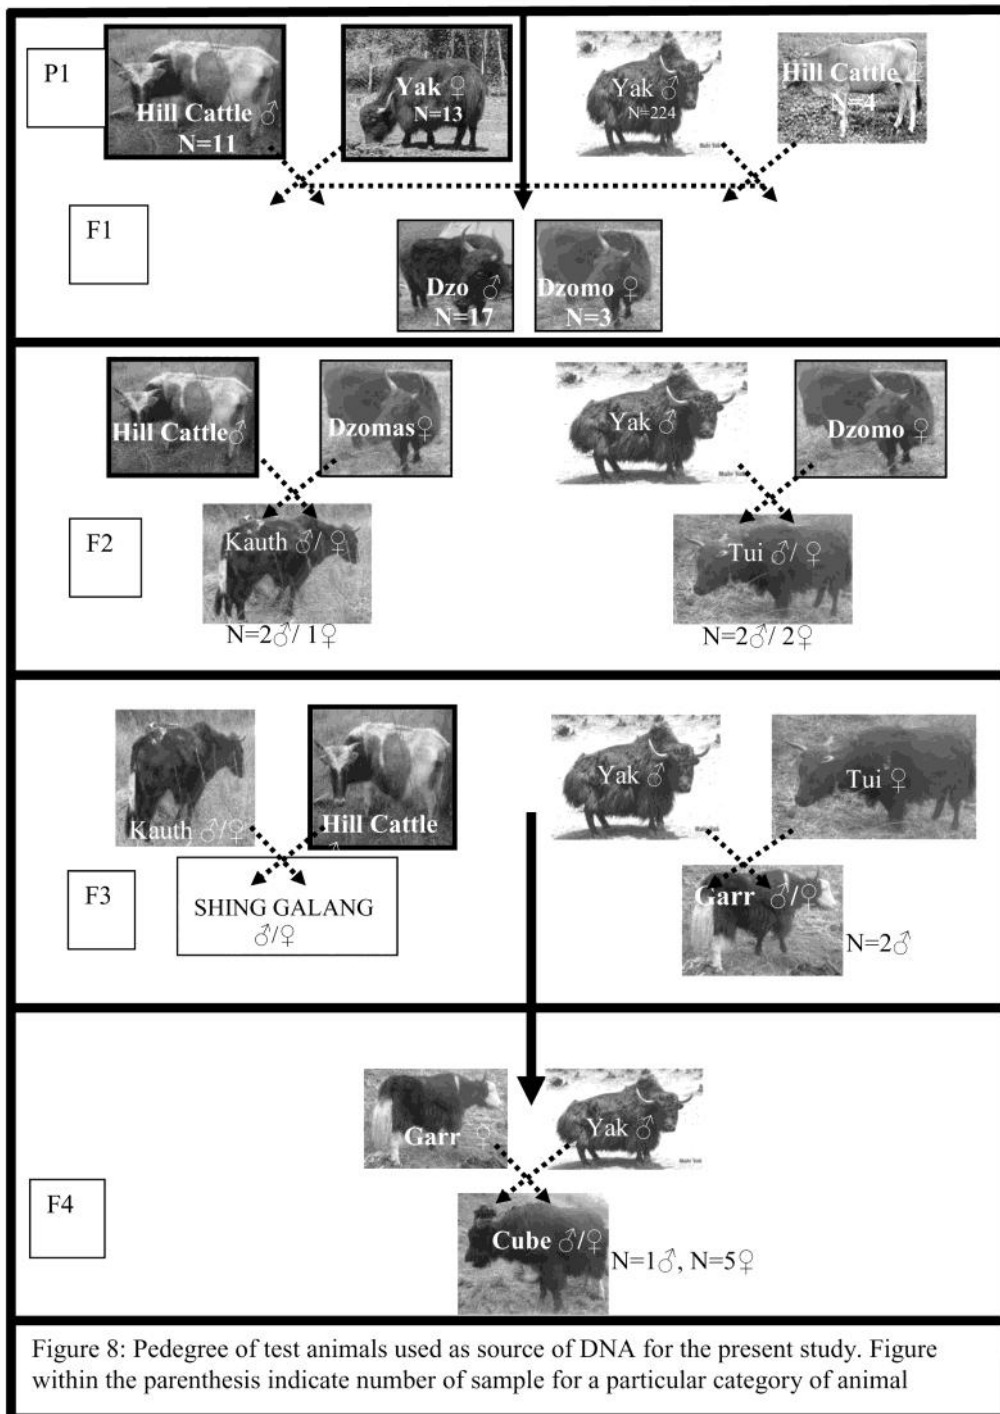 P1
Hill Cattle ♂
N=11
Yak ♀
N=13
Yak ♂
N=224
Hill Cattle ♀
N=4
F1
Dzo ♂
N=17
Dzomo ♀
N=3
Hill Cattle♂
Dzomas♀
Yak ♂
Dzomo ♀
F2
Kauth ♂/ ♀
N=2♂/ 1♀
Tui ♂/ ♀
N=2♂/ 2♀
Kauth ♂/♀
Hill Cattle
Yak ♂
Tui ♀
F3
SHING GALANG
♂/♀
Garr ♂/♀
N=2♂
Garr ♀
Yak ♂
F4
Cube ♂/♀
N=1♂, N=5♀
Figure 8: Pedegree of test animals used as source of DNA for the present study. Figure
within the parenthesis indicate number of sample for a particular category of animal